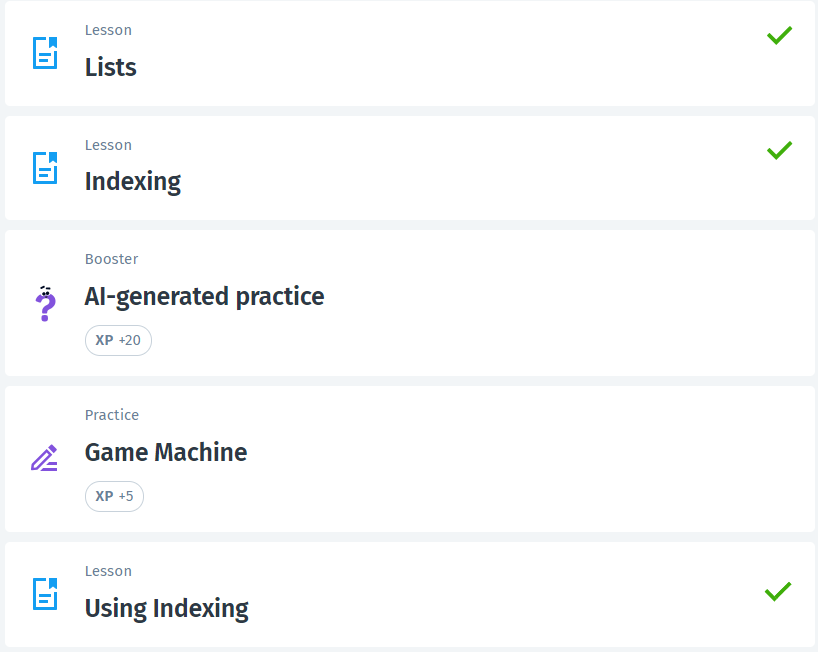 Lesson
Lists
Lesson
Indexing
Booster
AI-generated practice
XP +20
Practice
Game Machine
XP +5
Lesson
Using Indexing